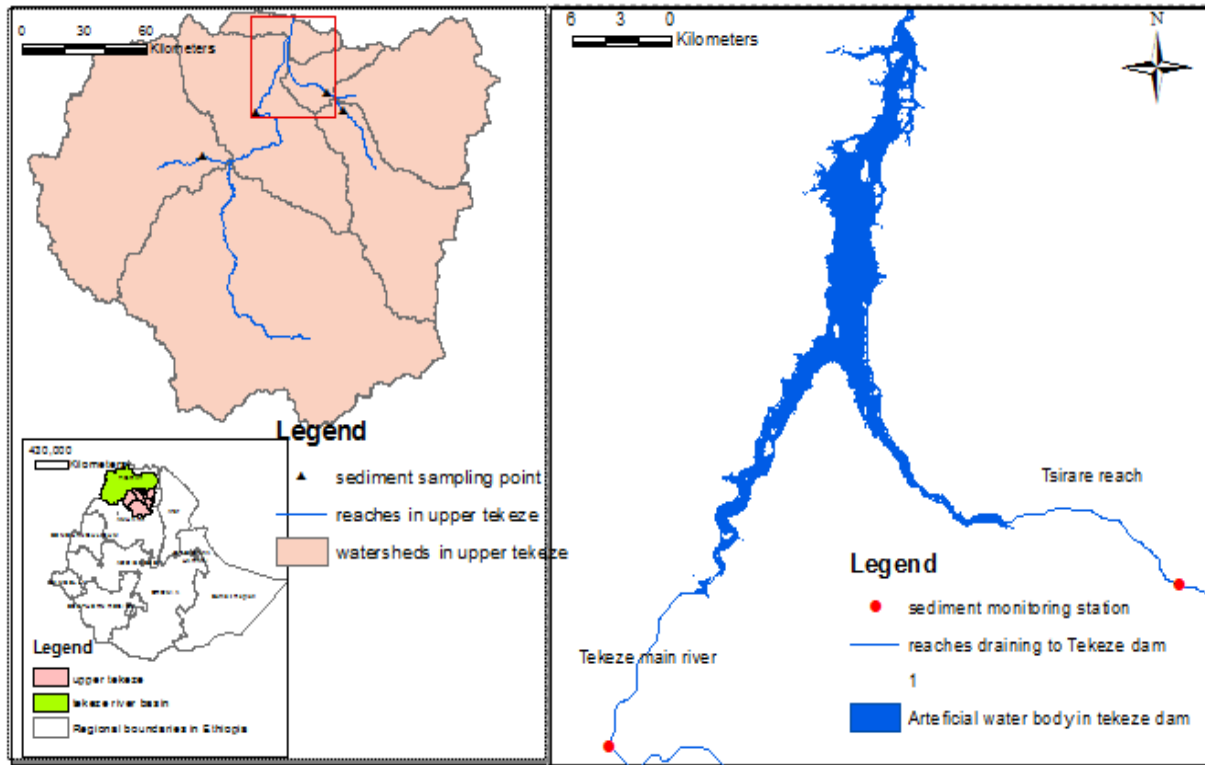 0 30 60
Kilometers
Legend
sediment sampling point
reaches in upper tekeze
watersheds in upper tekeze
Kilometers
Legend
upper tekeze
tekeze river basin
Regional boundaries in Ethiopia
6 3 0
Kilometers
N
Tsirare reach
Tekeze main river
Legend
sediment monitoring station
reaches draining to Tekeze dam
1
Arteficial water body in tekeze dam